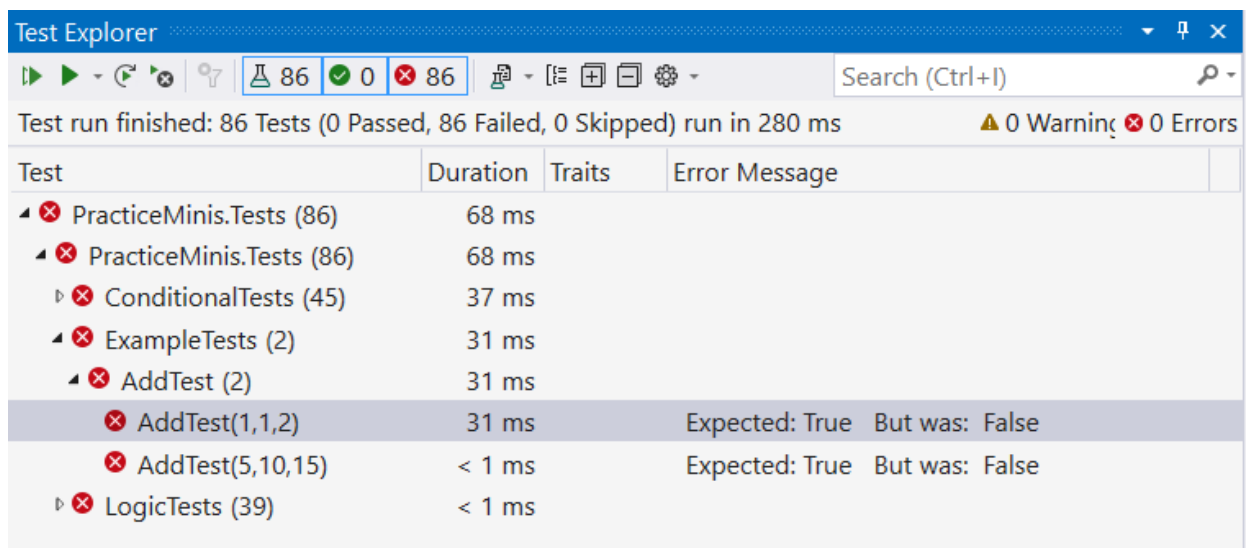 Test Explorer
86 0 86 Search (Ctrl+I)
Test run finished: 86 Tests (0 Passed, 86 Failed, 0 Skipped) run in 280 ms 0 Warning 0 Errors
Test Duration Traits Error Message
PracticeMinis.Tests (86) 68 ms
PracticeMinis.Tests (86) 68 ms
ConditionalTests (45) 37 ms
ExampleTests (2) 31 ms
AddTest (2) 31 ms
AddTest(1,1,2) 31 ms Expected: True But was: False
AddTest(5,10,15) < 1 ms Expected: True But was: False
LogicTests (39) < 1 ms